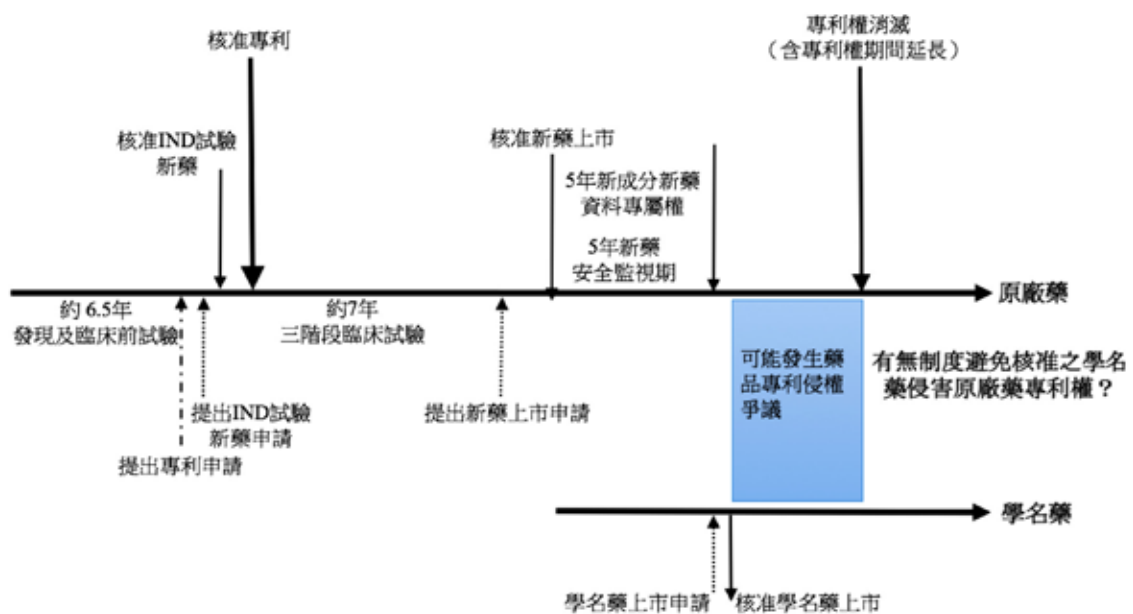 核准專利
專利權消滅
（含專利權期間延長）
核准IND試驗
新藥
核准新藥上市
5年新成分新藥
資料專屬權
5年新藥
安全監視期
原廠藥
約 6.5年
發現及臨床前試驗
約7年
三階段臨床試驗
可能發生藥
品專利侵權
爭議
有無制度避免核准之學名
藥侵害原廠藥專利權？
提出IND試驗
新藥申請
提出新藥上市申請
提出專利申請
學名藥
學名藥上市申請
核准學名藥上市